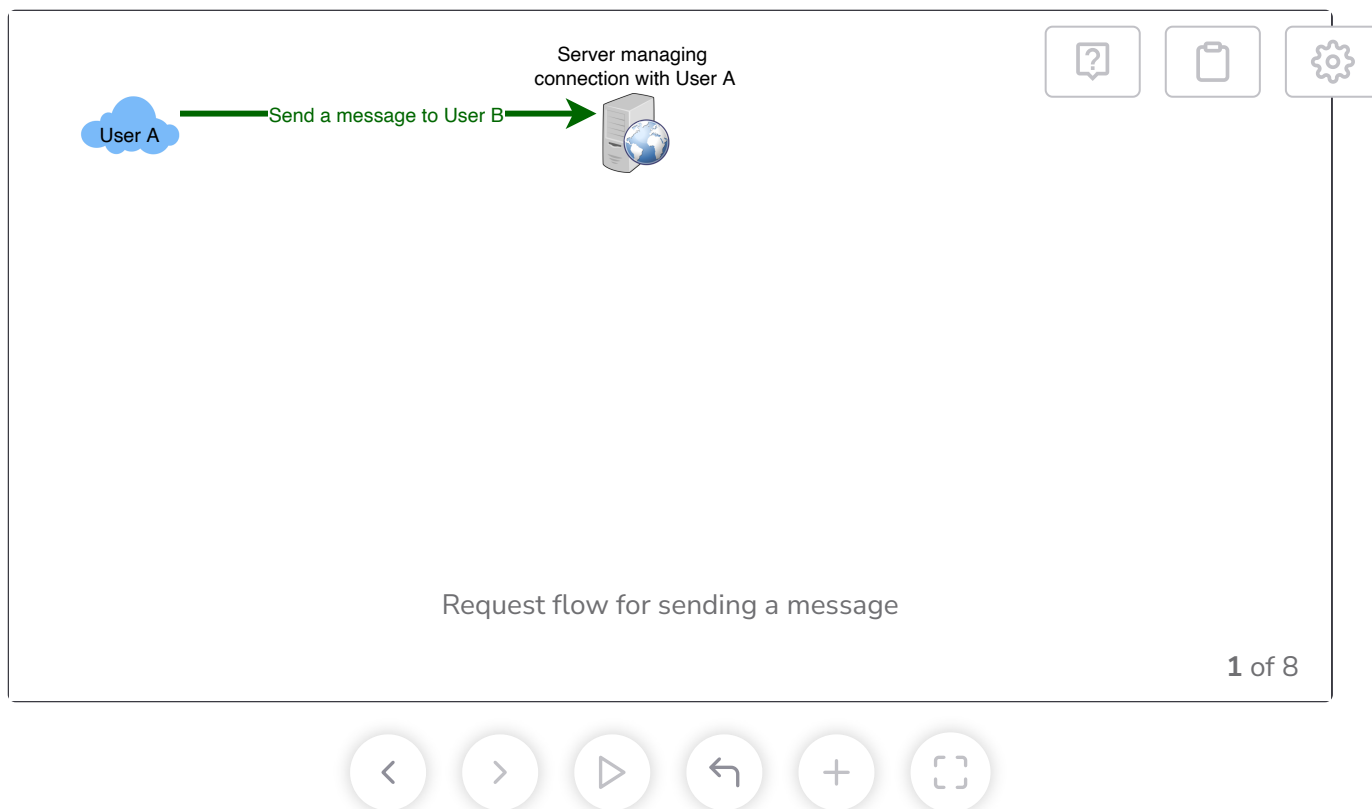 Server managing
connection with User A
User A
Send a message to User B
Request flow for sending a message
1 of 8